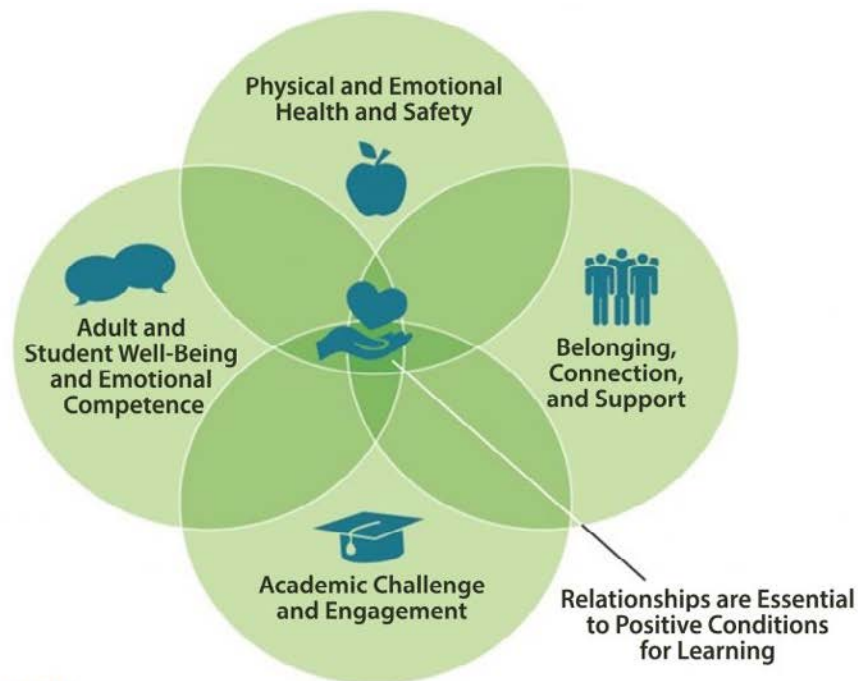 Physical and Emotional
Health and Safety
Adult and
Student Well-Being
and Emotional
Competence
Belonging,
Connection,
and Support
Academic Challenge
and Engagement
Relationships are Essential
to Positive Conditions
for Learning